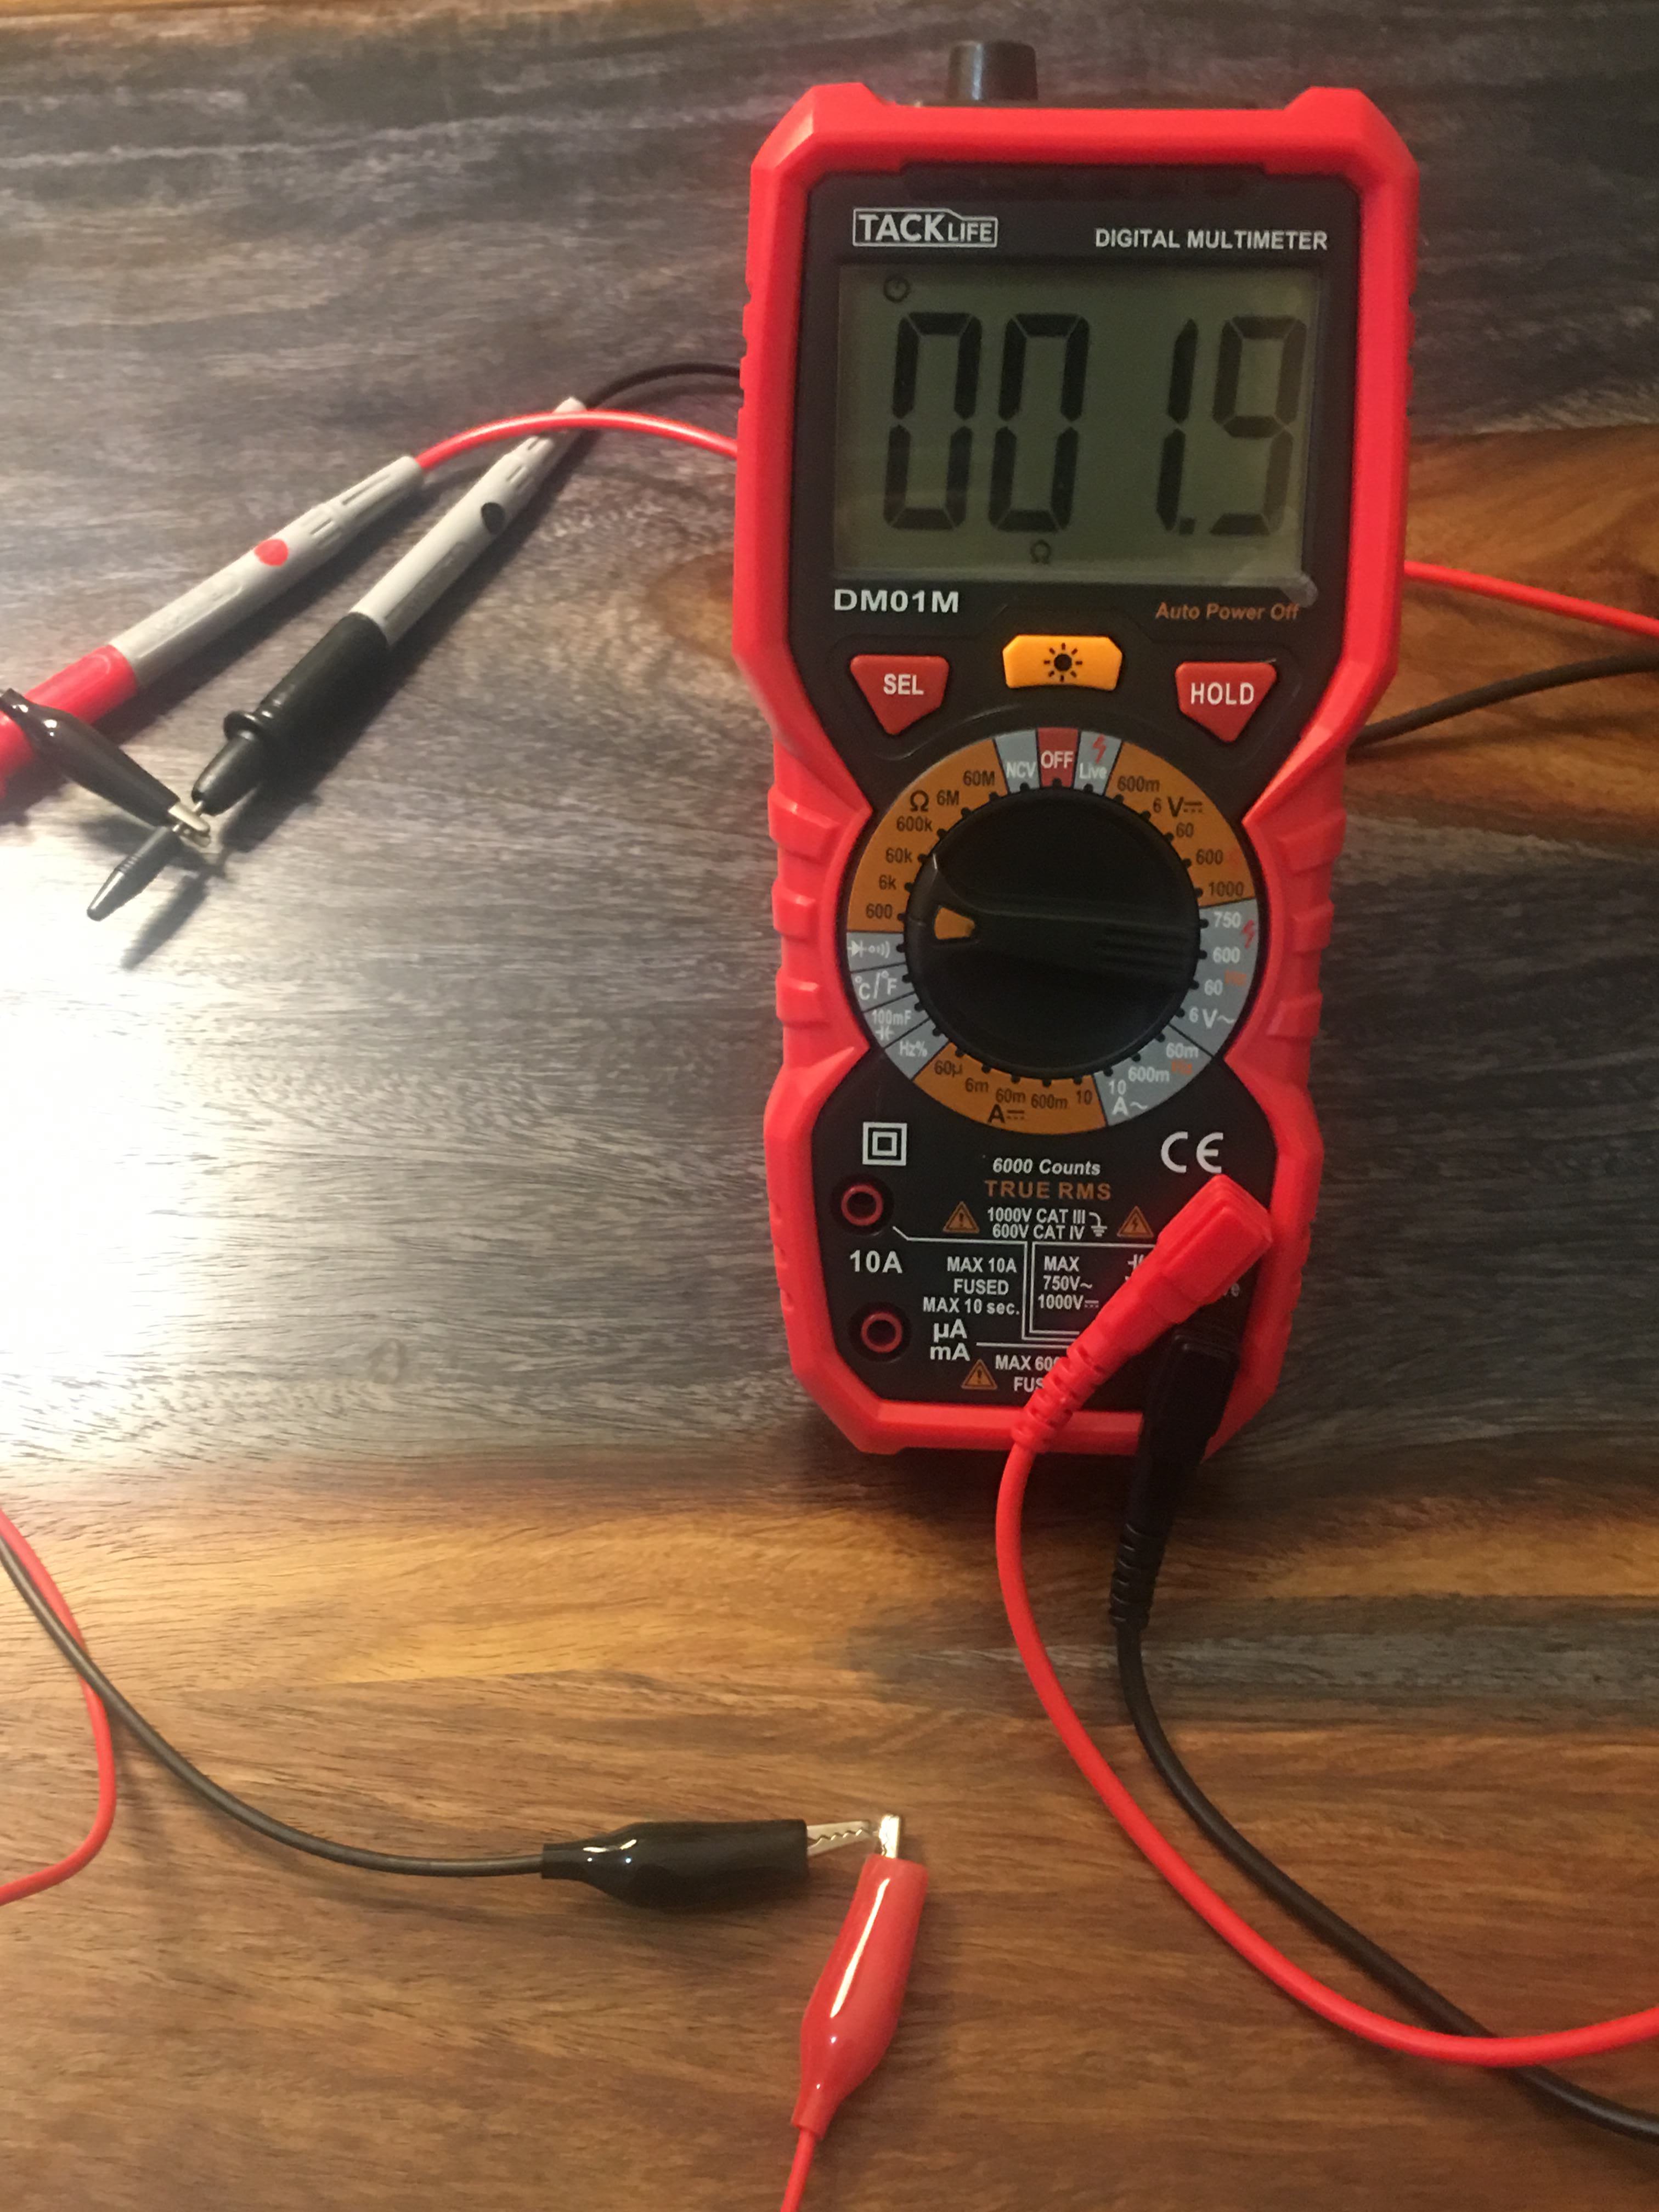 TACKLIFE
DIGITAL MULTIMETER
001.9
Ω
DM01M
Auto Power Off
SEL
HOLD
NCV
OFF
Live
60M
6M
Ω
600k
60k
6k
600
600m
6 V
60
600
1000
750
600
60
6 V~
60m
600m
10
A~
°C/°F
100mF
Hz%
60µ
6m
60m
600m
10
A
CE
6000 Counts
TRUE RMS
1000V CAT III
600V CAT IV
10A
MAX 10A
FUSED
MAX 10 sec.
MAX
750V~
1000V
µA
mA
MAX